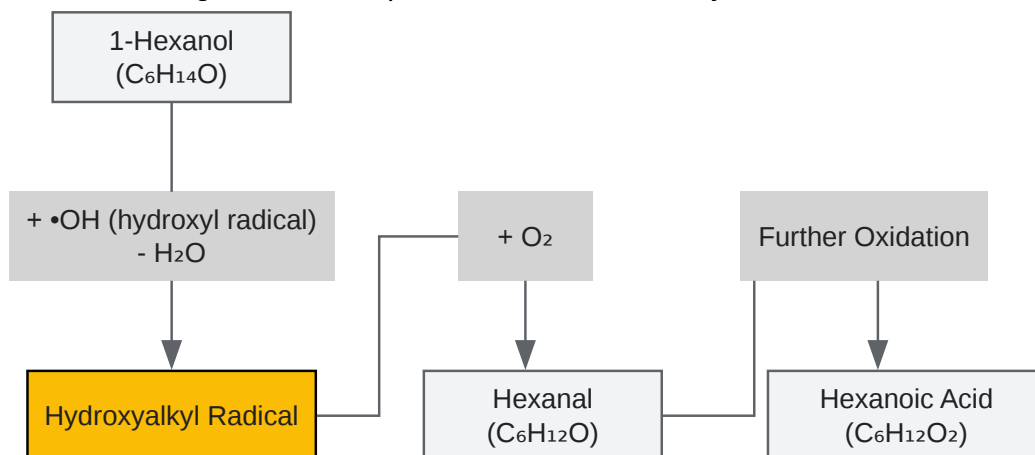 1-Hexanol
(C₆H₁₄O)
+ •OH (hydroxyl radical)
- H₂O
+ O₂
Further Oxidation
Hydroxyalkyl Radical
Hexanal
(C₆H₁₂O)
Hexanoic Acid
(C₆H₁₂O₂)